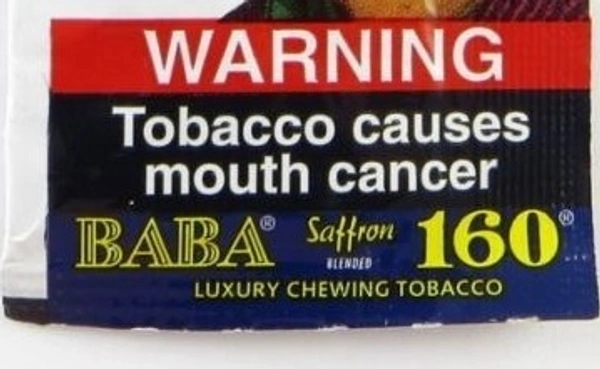 WARNING
Tobacco causes
mouth cancer
BABA® Saffron 160®
BLENDED
LUXURY CHEWING TOBACCO